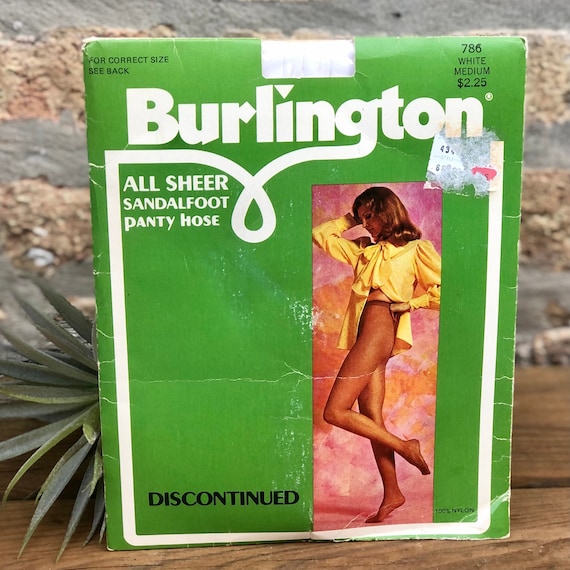 FOR CORRECT SIZE
SEE BACK
786
WHITE
MEDIUM
$2.25
Burlington®
ALL SHEER
SANDALFOOT
panty hose
DISCONTINUED
100% NYLON